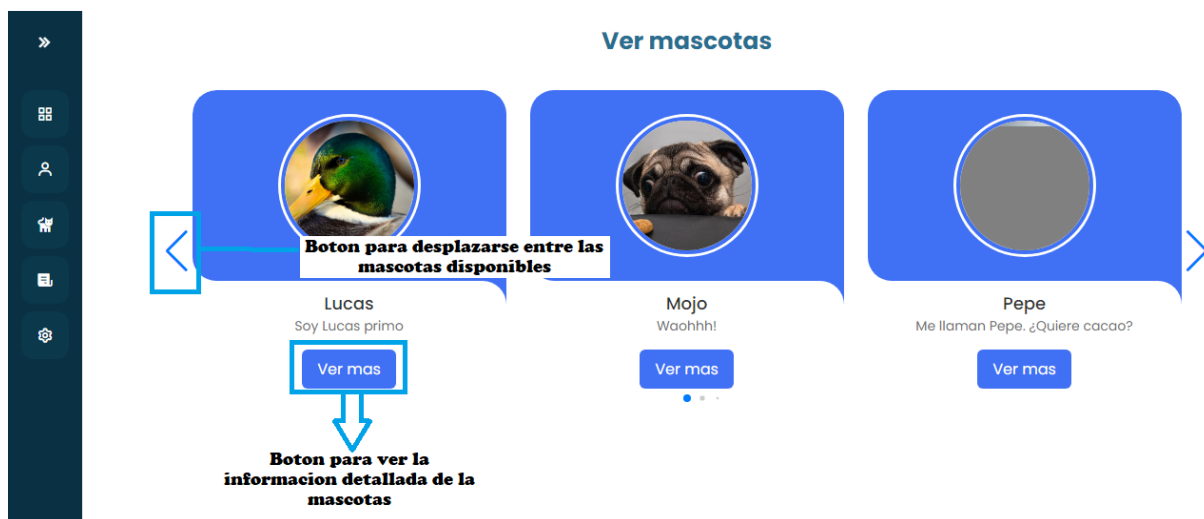 Ver mascotas
Boton para desplazarse entre las
mascotas disponibles
Lucas
Soy Lucas primo
Ver mas
Mojo
Waohhh!
Ver mas
Pepe
Me llaman Pepe. ¿Quiere cacao?
Ver mas
Boton para ver la
informacion detallada de la
mascotas